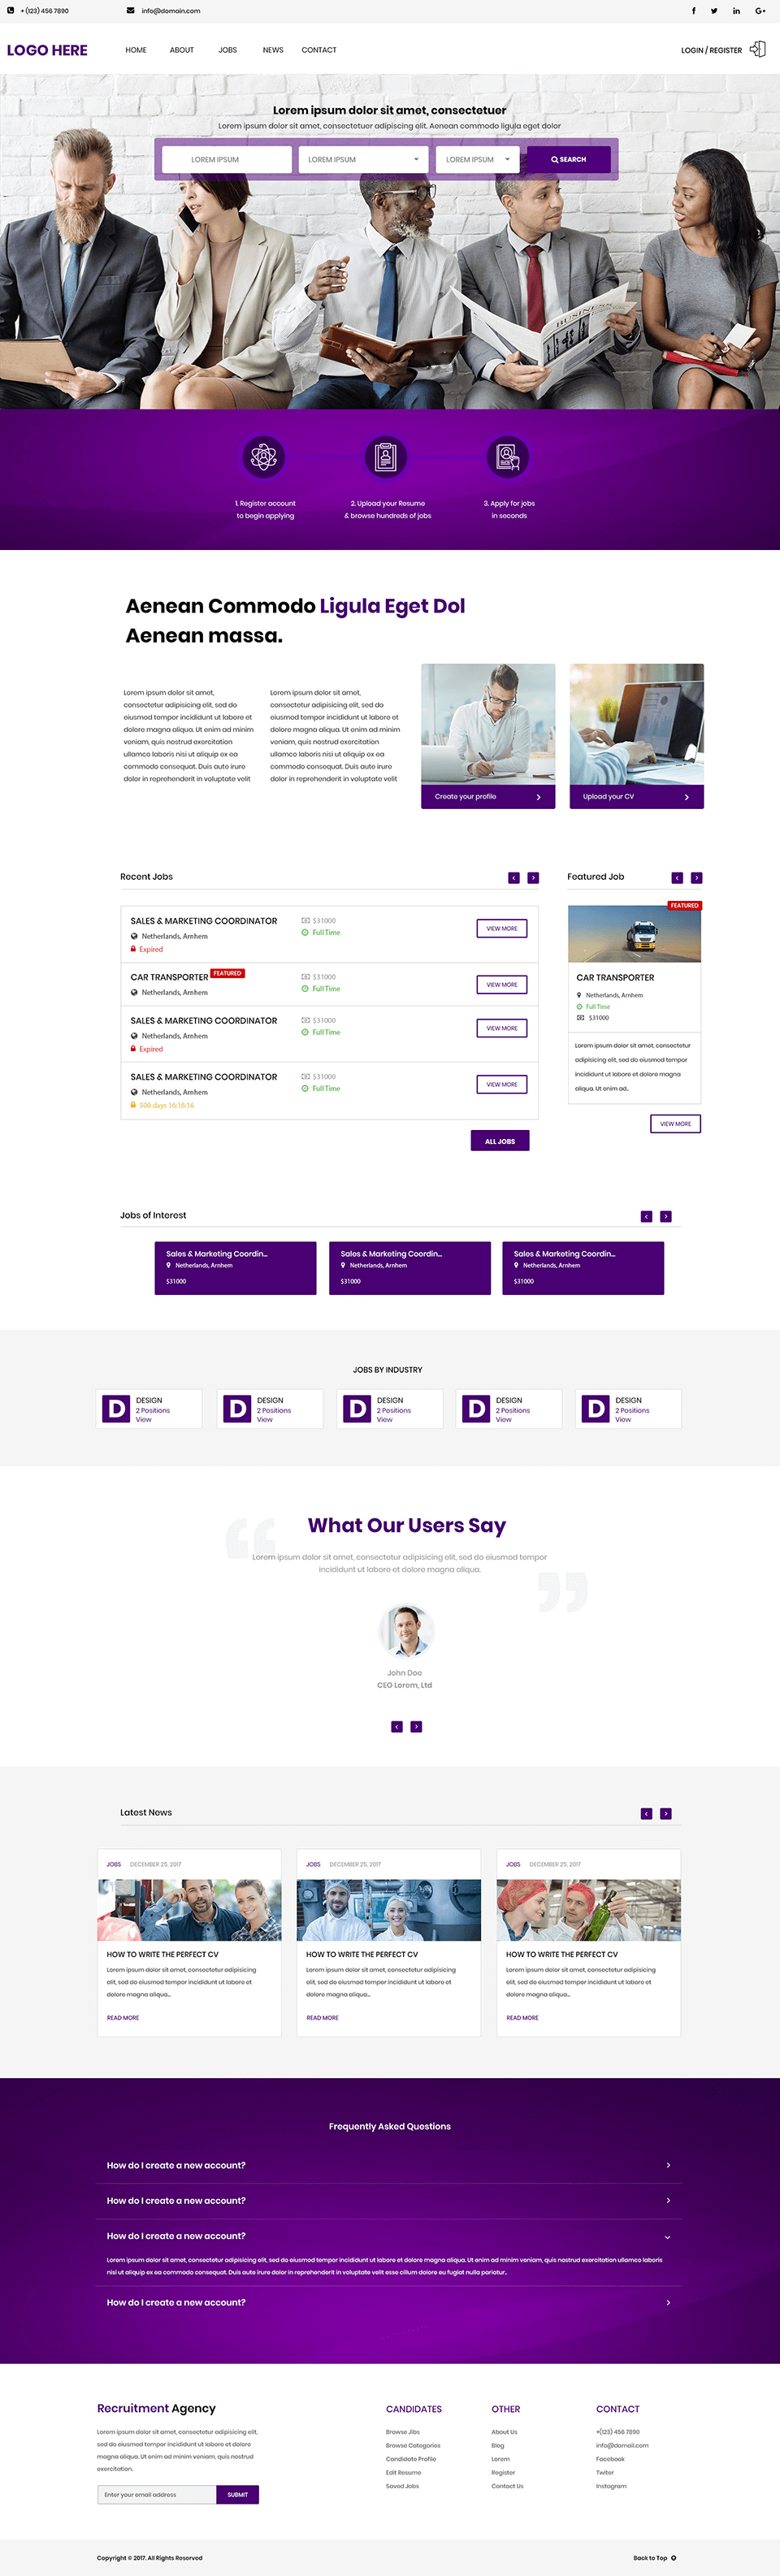 + (123) 456 7890
info@domain.com
LOGO HERE
HOME ABOUT JOBS NEWS CONTACT
LOGIN / REGISTER
Lorem ipsum dolor sit amet, consectetuer
Lorem ipsum dolor sit amet, consectetuer adipiscing elit. Aenean commodo ligula eget dolor
LOREM IPSUM LOREM IPSUM LOREM IPSUM SEARCH
BUSINESS
1. Register account
to begin applying
2. Upload your Resume
& browse hundreds of jobs
3. Apply for jobs
in seconds
Aenean Commodo Ligula Eget Dol
Aenean massa.
Lorem ipsum dolor sit amet,
consectetur adipisicing elit, sed do
eiusmod tempor incididunt ut labore et
dolore magna aliqua. Ut enim ad minim
veniam, quis nostrud exercitation
ullamco laboris nisi ut aliquip ex ea
commodo consequat. Duis aute irure
dolor in reprehenderit in voluptate velit
Lorem ipsum dolor sit amet,
consectetur adipisicing elit, sed do
eiusmod tempor incididunt ut labore et
dolore magna aliqua. Ut enim ad minim
veniam, quis nostrud exercitation
ullamco laboris nisi ut aliquip ex ea
commodo consequat. Duis aute irure
dolor in reprehenderit in voluptate velit
Create your profile
Upload your CV
Recent Jobs
SALES & MARKETING COORDINATOR
Netherlands, Arnhem
Expired
$31000
Full Time
VIEW MORE
CAR TRANSPORTER FEATURED
Netherlands, Arnhem
$31000
Full Time
VIEW MORE
SALES & MARKETING COORDINATOR
Netherlands, Arnhem
Expired
$31000
Full Time
VIEW MORE
SALES & MARKETING COORDINATOR
Netherlands, Arnhem
500 days 16:16:16
$31000
Full Time
VIEW MORE
ALL JOBS
Featured Job
FEATURED
CAR TRANSPORTER
Netherlands, Arnhem
Full Time
$31000
Lorem ipsum dolor sit amet, consectetur
adipisicing elit, sed do eiusmod tempor
incididunt ut labore et dolore magna
aliqua. Ut enim ad...
VIEW MORE
Jobs of Interest
Sales & Marketing Coordin...
Netherlands, Arnhem
$31000
Sales & Marketing Coordin...
Netherlands, Arnhem
$31000
Sales & Marketing Coordin...
Netherlands, Arnhem
$31000
JOBS BY INDUSTRY
D
DESIGN
2 Positions
View
D
DESIGN
2 Positions
View
D
DESIGN
2 Positions
View
D
DESIGN
2 Positions
View
D
DESIGN
2 Positions
View
What Our Users Say
Lorem ipsum dolor sit amet, consectetur adipisicing elit, sed do eiusmod tempor
incididunt ut labore et dolore magna aliqua.
John Doe
CEO Lorem, Ltd
Latest News
JOBS DECEMBER 25, 2017
HOW TO WRITE THE PERFECT CV
Lorem ipsum dolor sit amet, consectetur adipisicing
elit, sed do eiusmod tempor incididunt ut labore et
dolore magna aliqua...
READ MORE
JOBS DECEMBER 25, 2017
HOW TO WRITE THE PERFECT CV
Lorem ipsum dolor sit amet, consectetur adipisicing
elit, sed do eiusmod tempor incididunt ut labore et
dolore magna aliqua...
READ MORE
JOBS DECEMBER 25, 2017
HOW TO WRITE THE PERFECT CV
Lorem ipsum dolor sit amet, consectetur adipisicing
elit, sed do eiusmod tempor incididunt ut labore et
dolore magna aliqua...
READ MORE
Frequently Asked Questions
How do I create a new account?
How do I create a new account?
How do I create a new account?
Lorem ipsum dolor sit amet, consectetur adipisicing elit, sed do eiusmod tempor incididunt ut labore et dolore magna aliqua. Ut enim ad minim veniam, quis nostrud exercitation ullamco laboris
nisi ut aliquip ex ea commodo consequat. Duis aute irure dolor in reprehenderit in voluptate velit esse cillum dolore eu fugiat nulla pariatur..
How do I create a new account?
Recruitment Agency
Lorem ipsum dolor sit amet, consectetur adipisicing elit,
sed do eiusmod tempor incididunt ut labore et dolore
magna aliqua. Ut enim ad minim veniam, quis nostrud
exercitation.
Enter your email address SUBMIT
CANDIDATES
Browse Jibs
Browse Categories
Candidate Profile
Edit Resume
Saved Jobs
OTHER
About Us
Blog
Lorem
Register
Contact Us
CONTACT
+(123) 456 7890
info@domail.com
Facebook
Twiter
Instagram
Copyright © 2017. All Rights Reserved
Back to Top